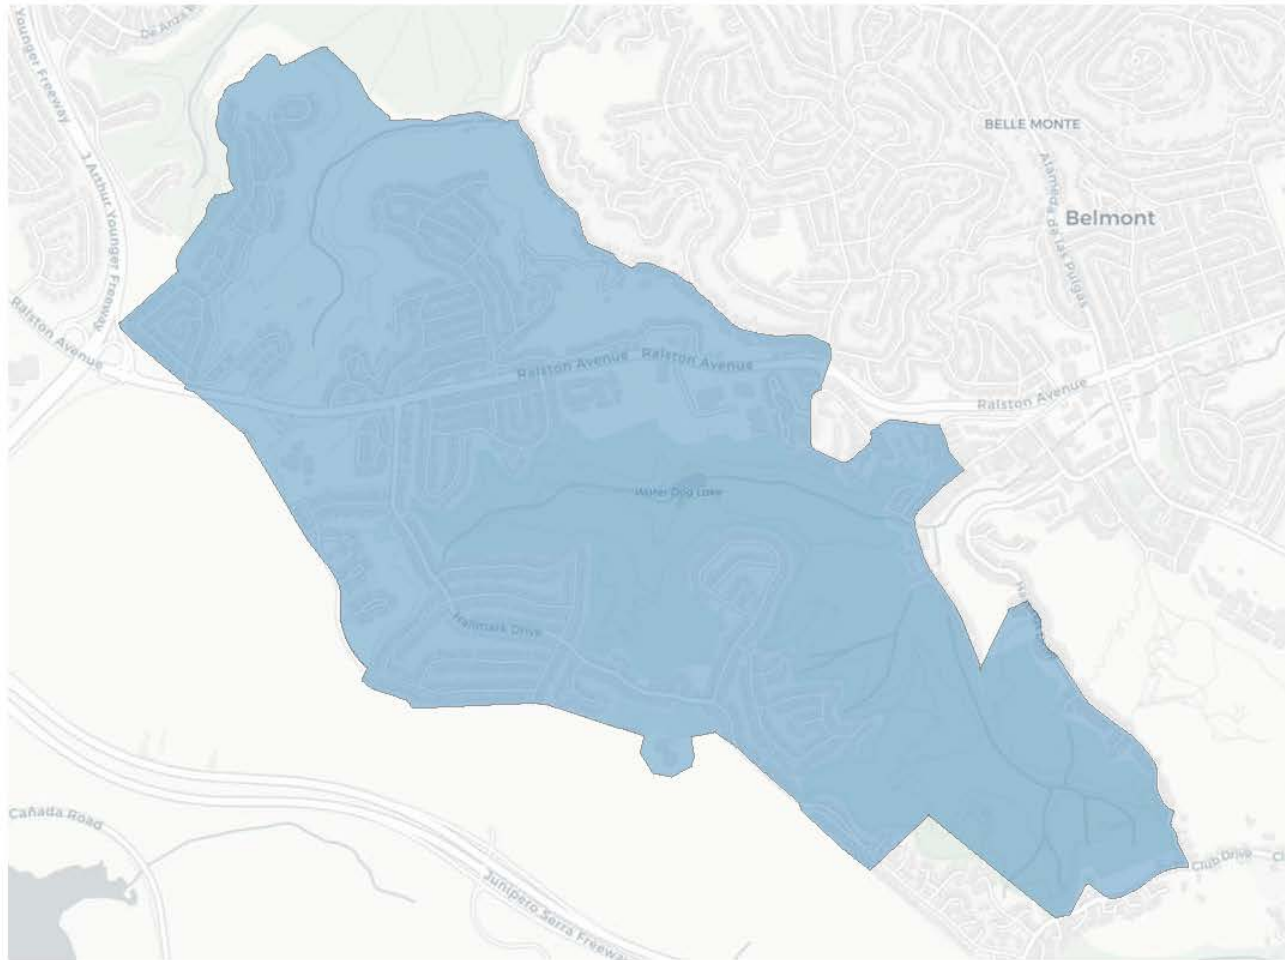 De Anza
Younger Freeway
J Arthur Younger Freeway
BELLE MONTE
Alameda de las Pulgas
Belmont
Ralston Avenue
Ralston Avenue
Ralston Avenue
Ralston Avenue
Water Dog Lake
Hallmark Drive
Cañada Road
Junipero Serra Freeway
Club Drive